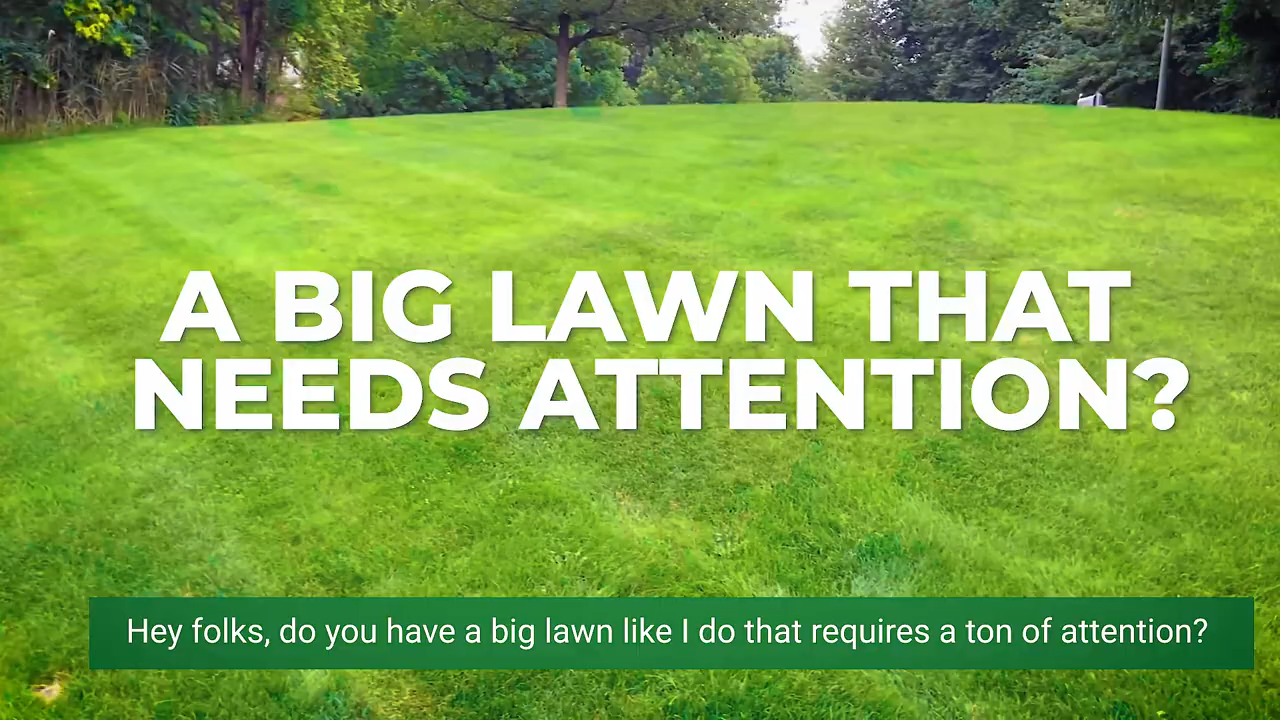 A BIG LAWN THAT
NEEDS ATTENTION?
Hey folks, do you have a big lawn like I do that requires a ton of attention?